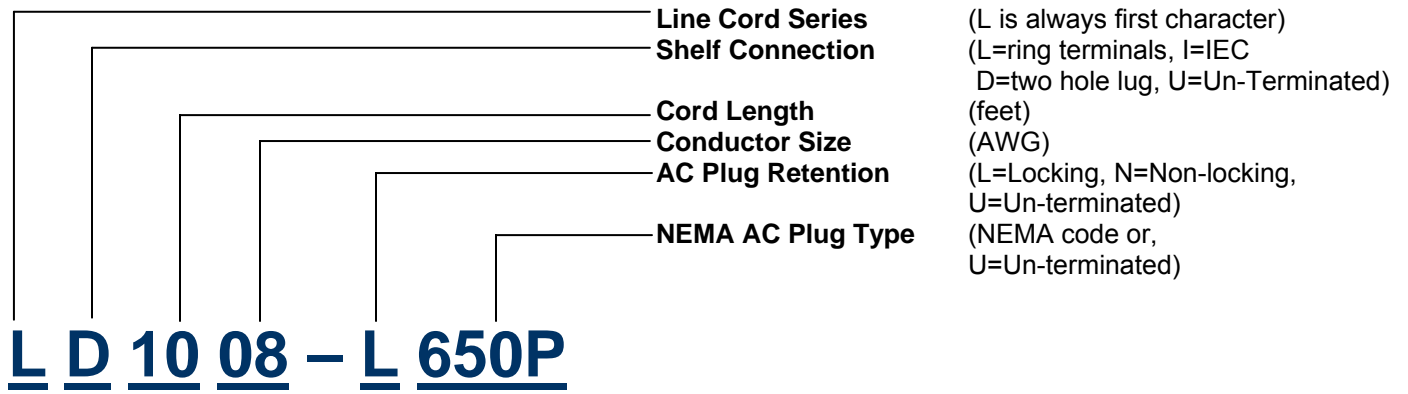 Line Cord Series (L is always first character)
Shelf Connection (L=ring terminals, I=IEC
D=two hole lug, U=Un-Terminated)
Cord Length (feet)
Conductor Size (AWG)
AC Plug Retention (L=Locking, N=Non-locking,
U=Un-terminated)
NEMA AC Plug Type (NEMA code or,
U=Un-terminated)
L D 10 08 – L 650P